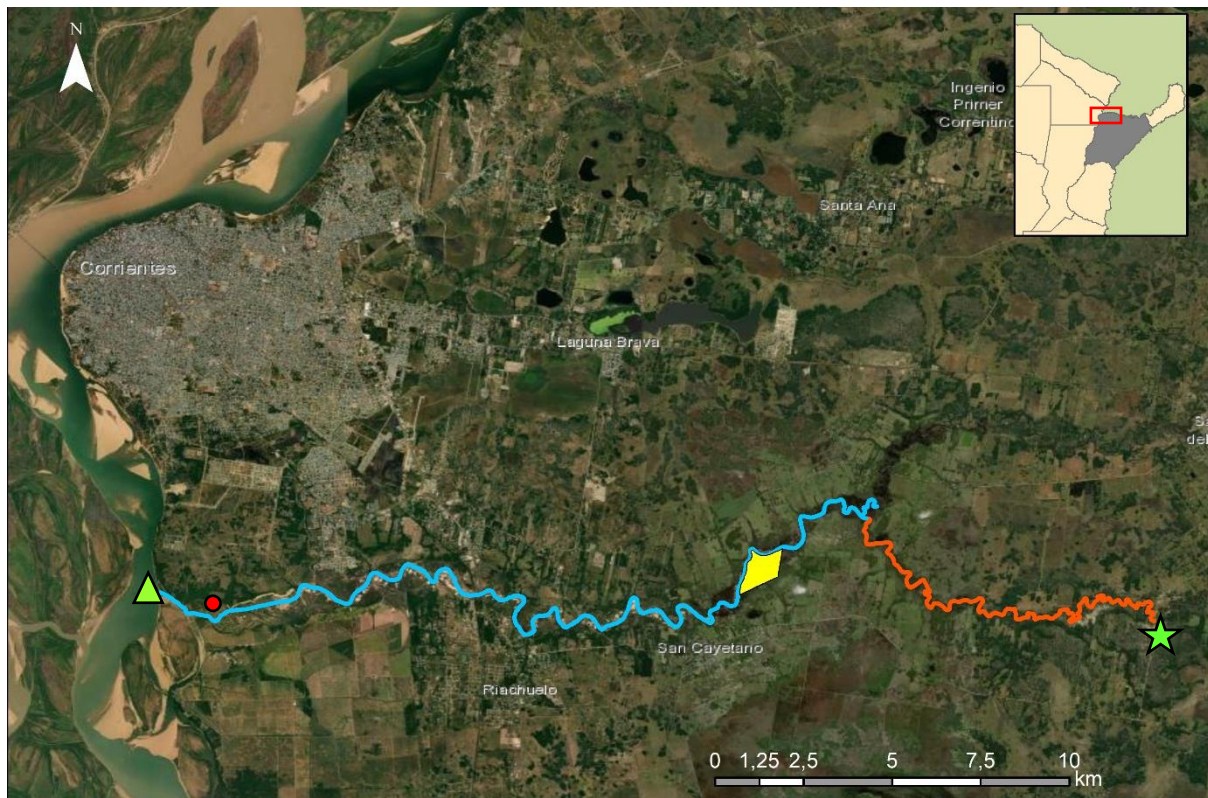 N
Ingenio
Primer
Correntino
Santa Ana
Corrientes
Laguna Brava
San Cayetano
Riachuelo
0 1,25 2,5 5 7,5 10
km